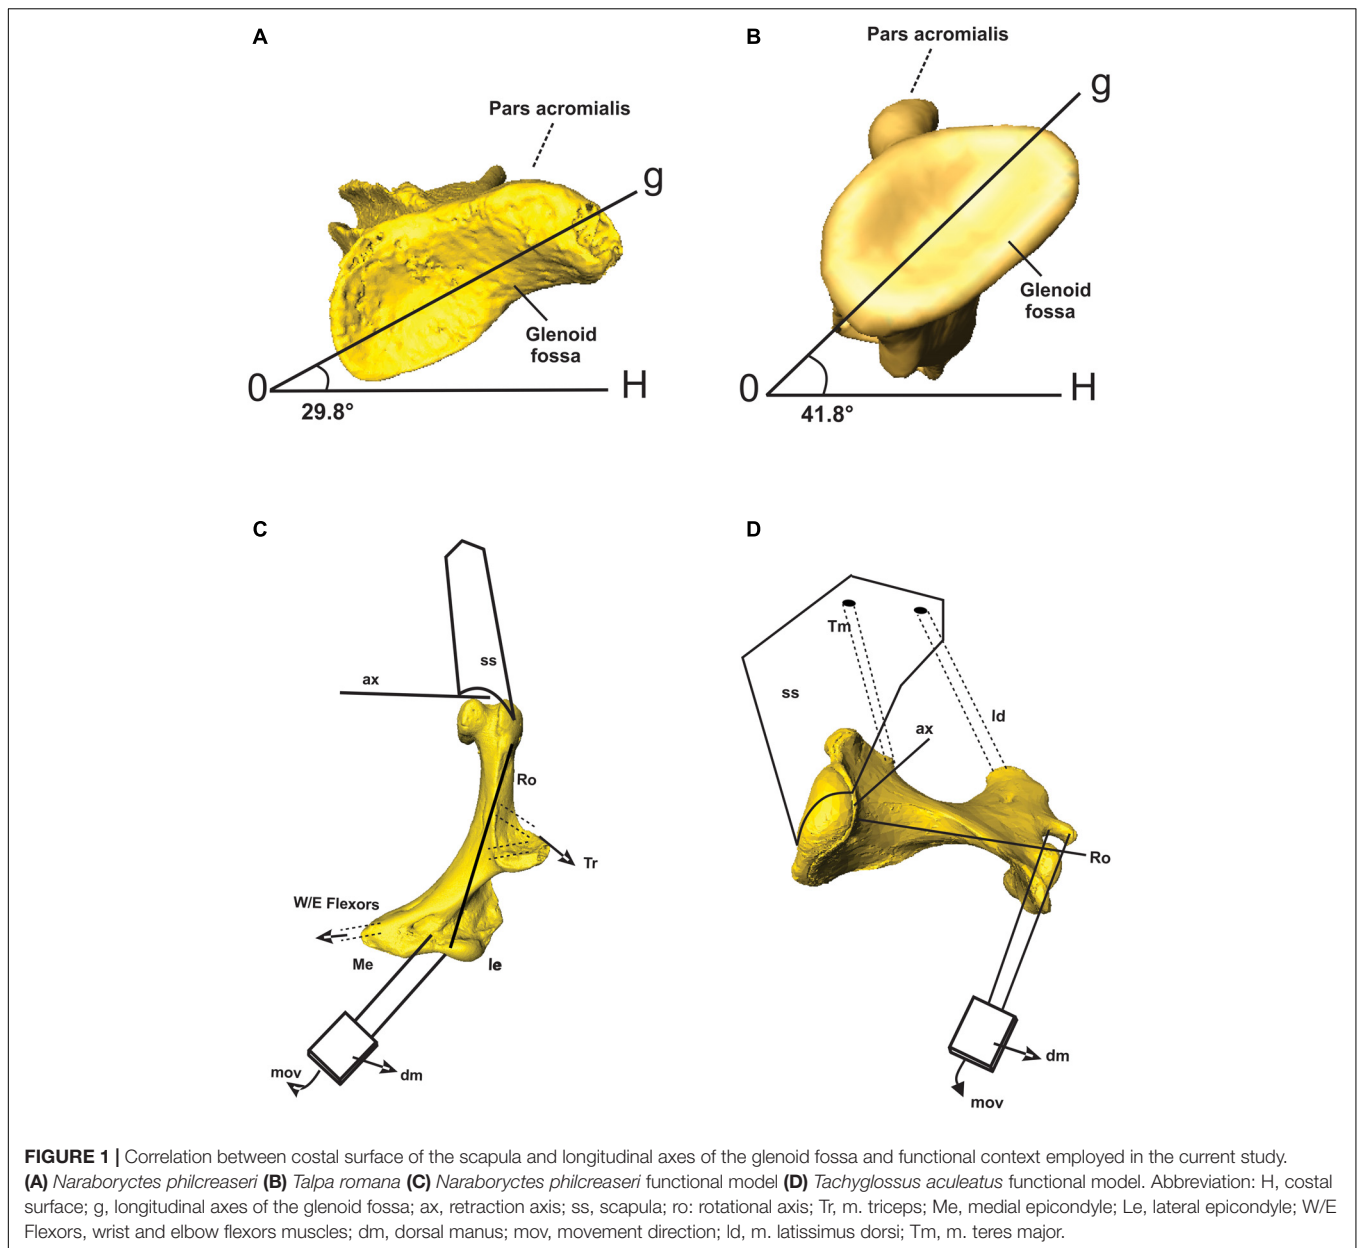 A
B
Pars acromialis
Pars acromialis
g
g
Glenoid
fossa
Glenoid
fossa
0
H
29.8°
0
H
41.8°
C
D
ss
ax
Ro
Tr
W/E Flexors
Me
le
mov
dm
Tm
ss
ld
ax
Ro
dm
mov
FIGURE 1 | Correlation between costal surface of the scapula and longitudinal axes of the glenoid fossa and functional context employed in the current study.
(A) Naraboryctes philcreaseri (B) Talpa romana (C) Naraboryctes philcreaseri functional model (D) Tachyglossus aculeatus functional model. Abbreviation: H, costal
surface; g, longitudinal axes of the glenoid fossa; ax, retraction axis; ss, scapula; ro: rotational axis; Tr, m. triceps; Me, medial epicondyle; Le, lateral epicondyle; W/E
Flexors, wrist and elbow flexors muscles; dm, dorsal manus; mov, movement direction; ld, m. latissimus dorsi; Tm, m. teres major.